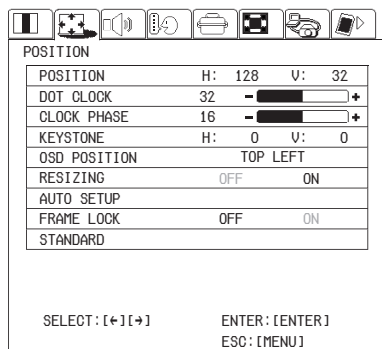 POSITION
POSITION H: 128 V: 32
DOT CLOCK 32 - +
CLOCK PHASE 16 - +
KEYSTONE H: 0 V: 0
OSD POSITION TOP LEFT
RESIZING OFF ON
AUTO SETUP
FRAME LOCK OFF ON
STANDARD
SELECT:[←][→] ENTER:[ENTER]
ESC:[MENU]